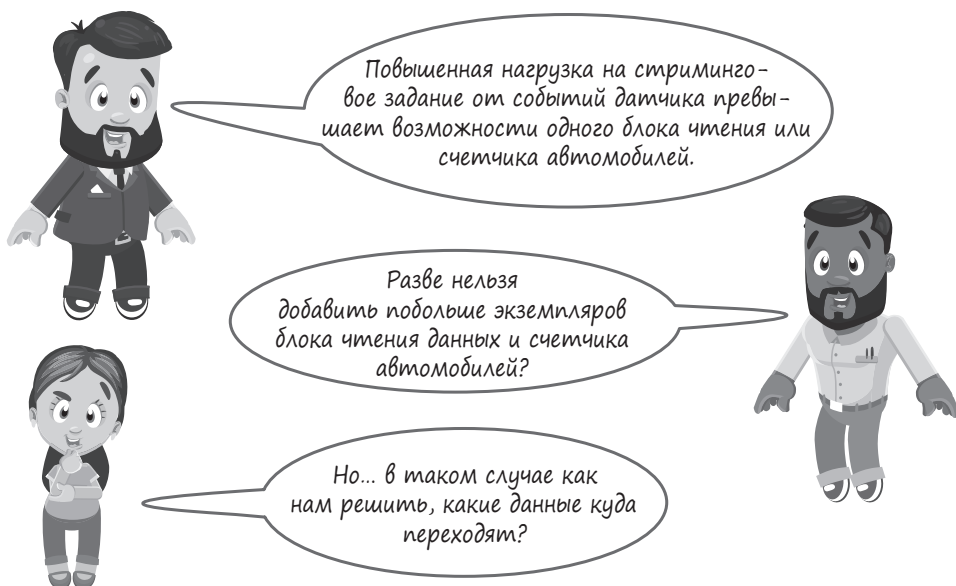 Повышенная нагрузка на стриминго-
вое задание от событий датчика превы-
шает возможности одного блока чтения или
счетчика автомобилей.
Разве нельзя
добавить побольше экземпляров
блока чтения данных и счетчика
автомобилей?
Но... в таком случае как
нам решить, какие данные куда
переходят?